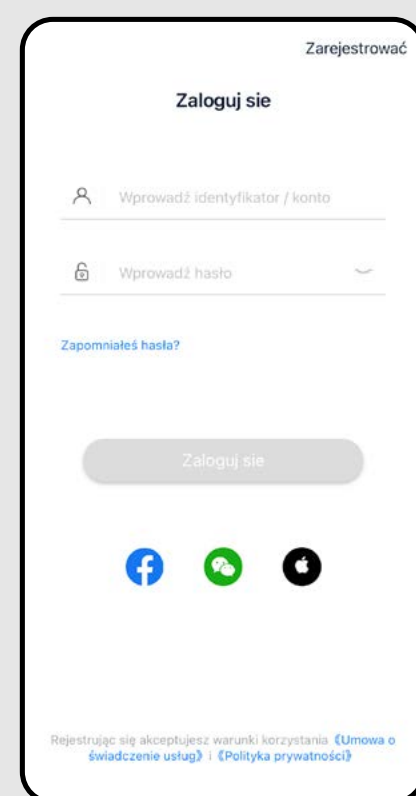 Zarejestrować
Zaloguj sie
Wprowadź identyfikator / konto
Wprowadź hasło
Zapomniałeś hasła?
Zaloguj sie
Rejestrując się akceptujesz warunki korzystania《Umowa o
świadczenie usług》i《Polityka prywatności》